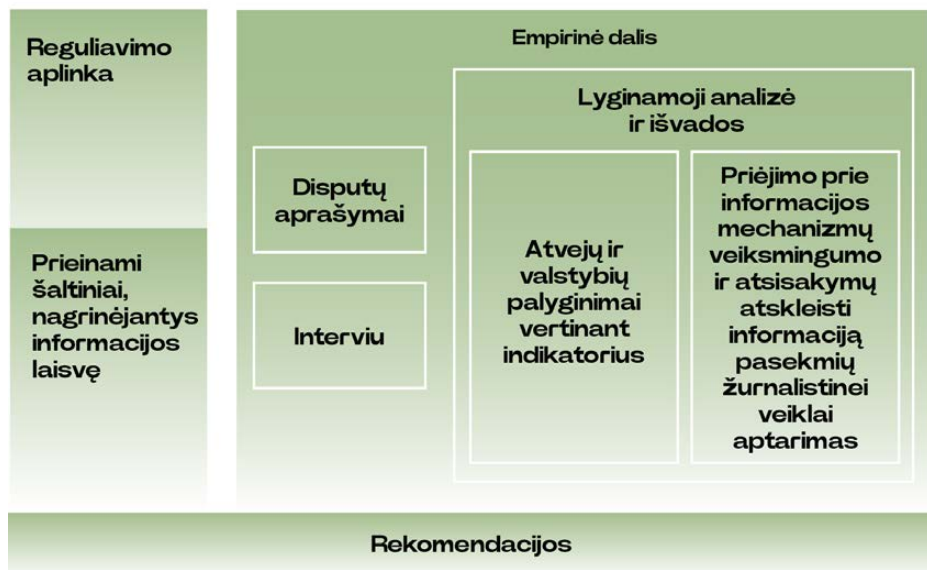 Reguliavimo
aplinka
Prieinami
šaltiniai,
nagrinėjantys
informacijos
laisvę
Empirinė dalis
Disputų
aprašymai
Interviu
Lyginamoji analizė
ir išvados
Atvejų ir
valstybių
palyginimai
vertinant
indikatorius
Priėjimo prie
informacijos
mechanizmų
veiksmingumo
ir atsisakymų
atskleisti
informaciją
pasekmių
žurnalistinei
veiklai
aptarimas
Rekomendacijos